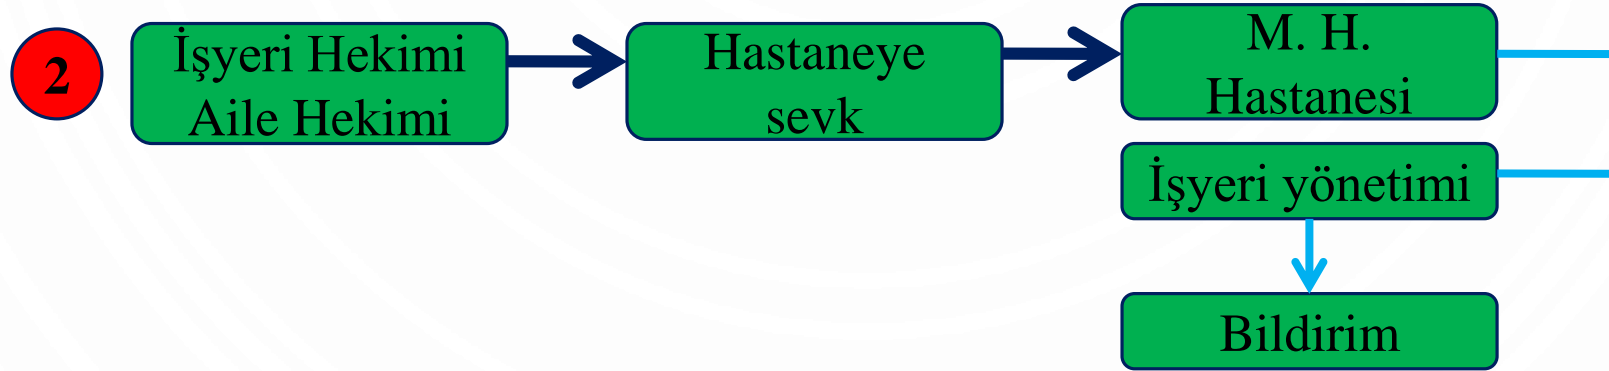 2
İşyeri Hekimi
Aile Hekimi
Hastaneye
sevk
M. H.
Hastanesi
İşyeri yönetimi
Bildirim